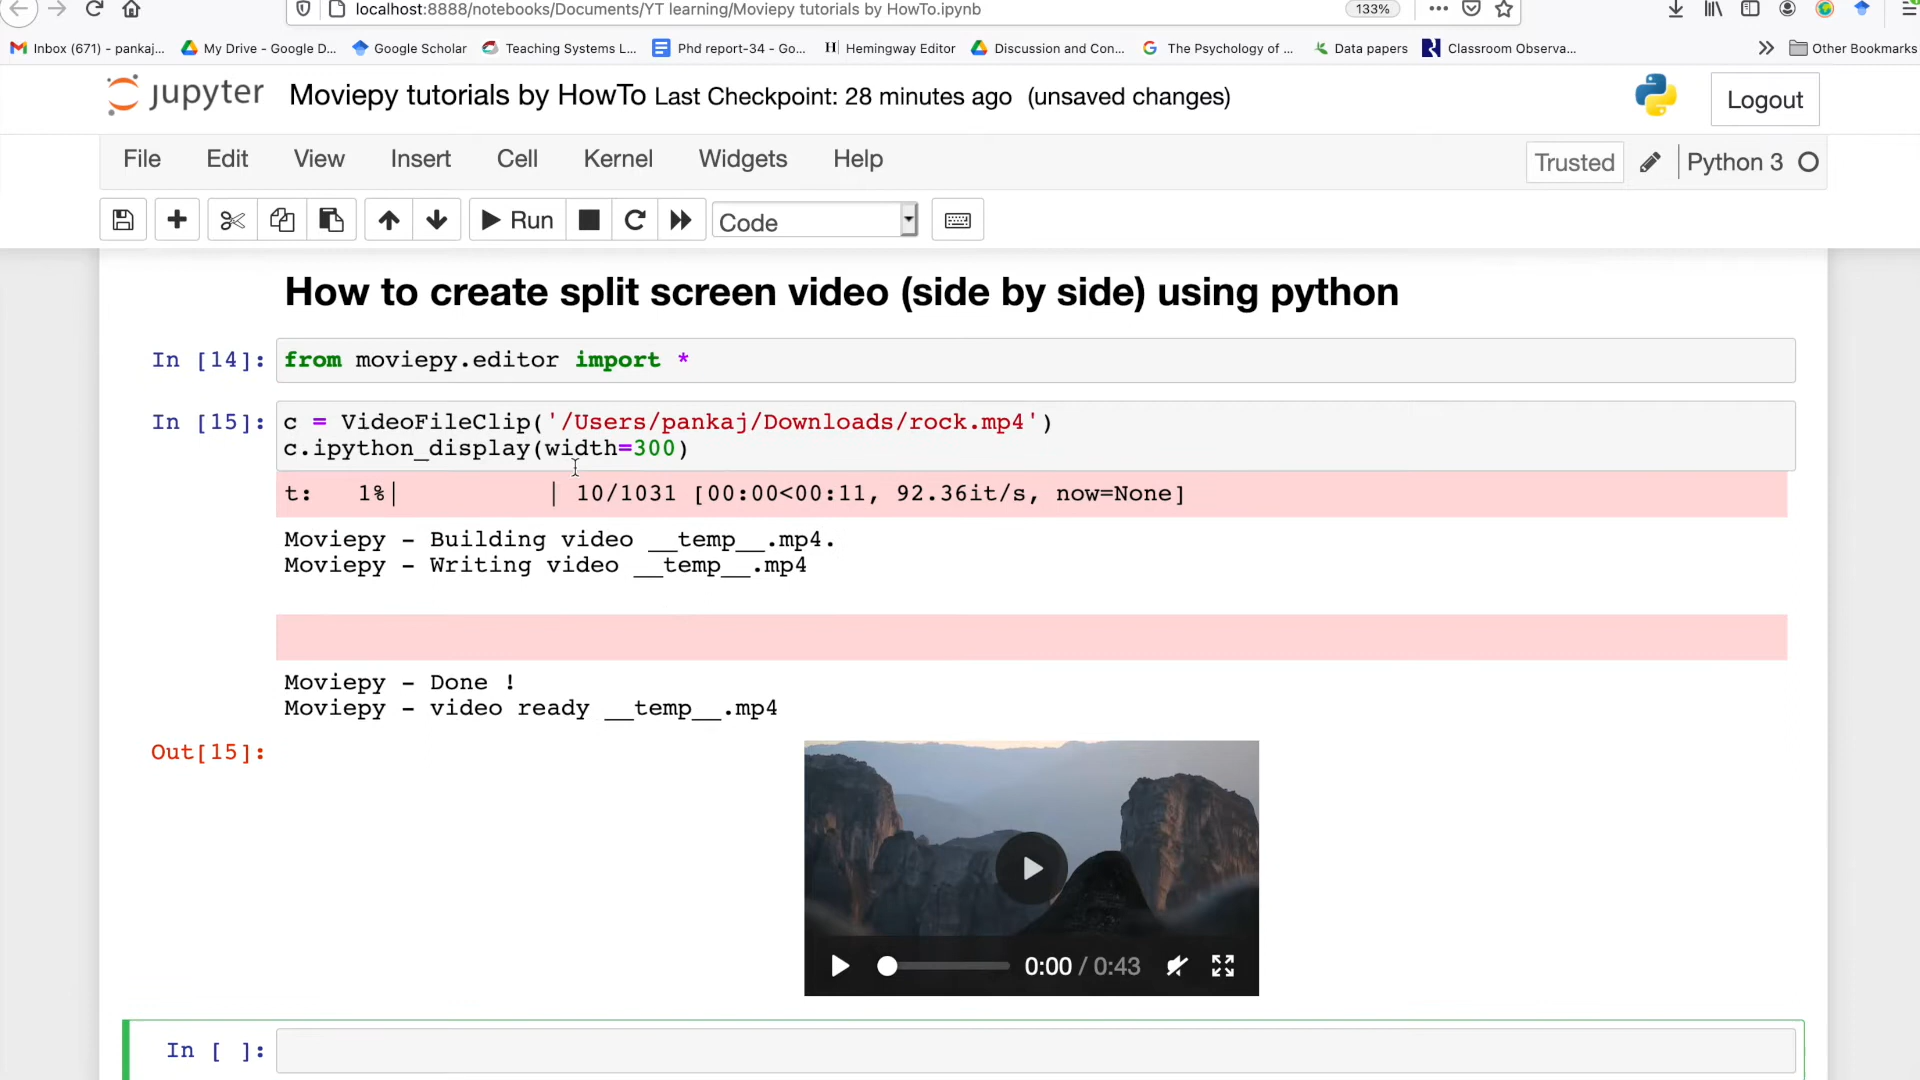 localhost:8888/notebooks/Documents/YT learning/Moviepy tutorials by HowTo.ipynb 133%
Inbox (671) - pankaj... My Drive - Google D... Google Scholar Teaching Systems L... Phd report-34 - Go... Hemingway Editor Discussion and Con... The Psychology of ... Data papers Classroom Observa... Other Bookmarks
jupyter Moviepy tutorials by HowTo Last Checkpoint: 28 minutes ago (unsaved changes) Logout
File Edit View Insert Cell Kernel Widgets Help Trusted Python 3
Run Code
How to create split screen video (side by side) using python
In [14]: from moviepy.editor import *
In [15]: c = VideoFileClip('/Users/pankaj/Downloads/rock.mp4')
c.ipython_display(width=300)
t: 1%| | 10/1031 [00:00<00:11, 92.36it/s, now=None]
Moviepy - Building video __temp__.mp4.
Moviepy - Writing video __temp__.mp4
Moviepy - Done !
Moviepy - video ready __temp__.mp4
Out[15]:
0:00 / 0:43
In [ ]: